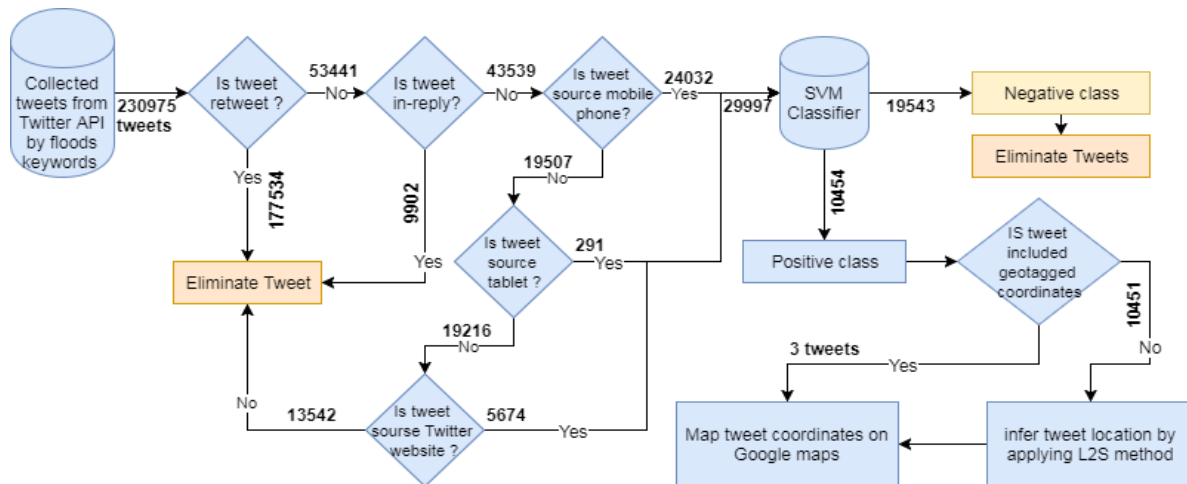 Collected
tweets from
Twitter API
by floods
keywords
230975
tweets
Is tweet
retweet ?
53441
No
Is tweet
in-reply?
43539
No
Is tweet
source mobile
phone?
24032
Yes
29997
SVM
Classifier
19543
Negative class
Eliminate Tweets
Yes
177534
9902
Yes
19507
No
10454
Eliminate Tweet
Is tweet
source
tablet ?
291
Yes
Positive class
IS tweet
included
geotagged
coordinates
10451
No
19216
No
3 tweets
Yes
No
13542
Is tweet
sourse Twitter
website ?
5674
Yes
Map tweet coordinates on
Google maps
infer tweet location by
applying L2S method